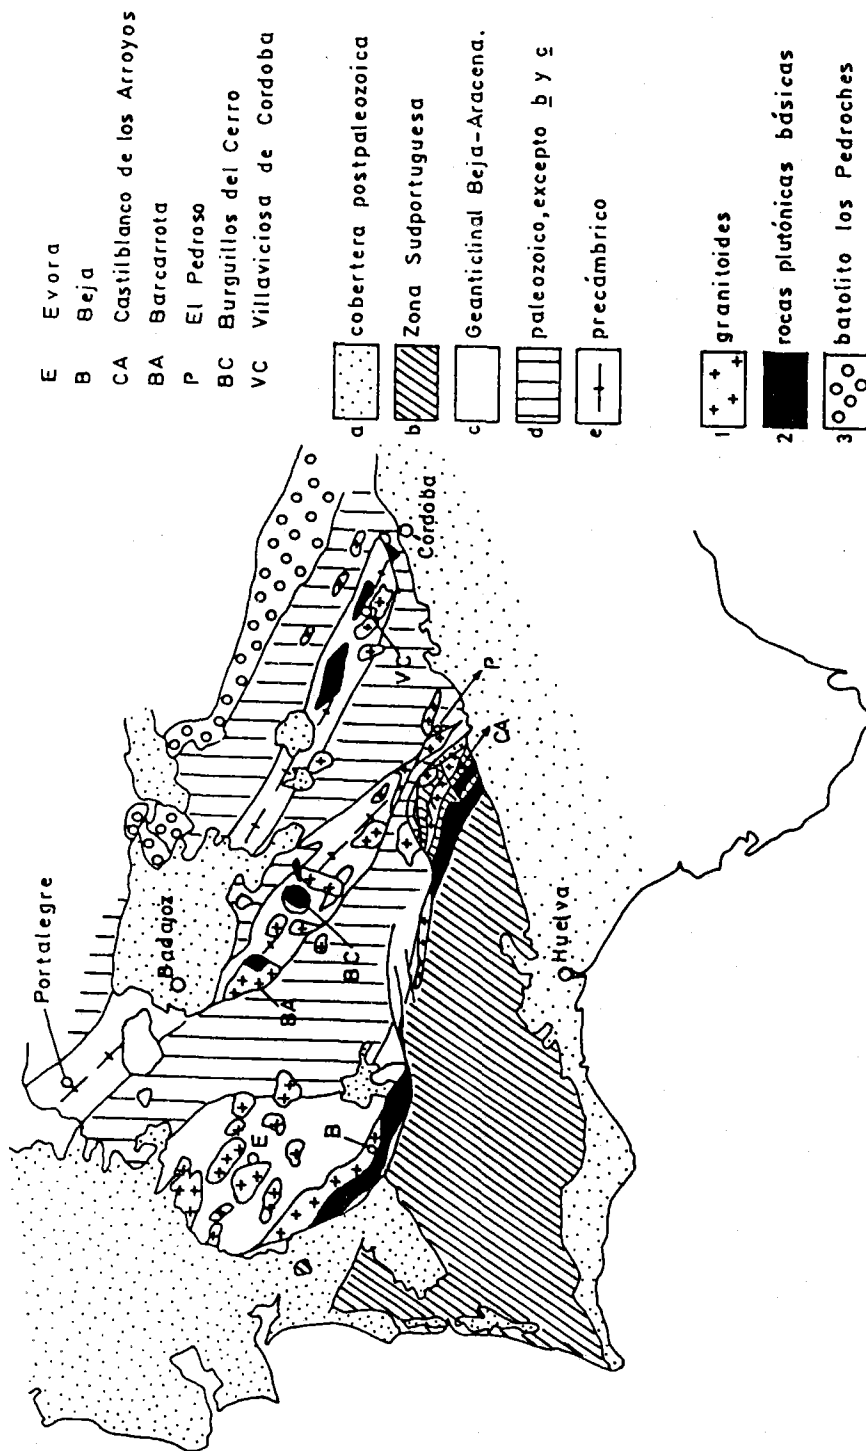 E Evora
B Beja
CA Castilblanco de los Arroyos
BA Barcarrota
P El Pedroso
BC Burguillos del Cerro
VC Villaviciosa de Cordoba
a cobertera postpaleozoica
b Zona Sudportuguesa
c Geanticlinal Beja-Aracena.
d paleozoico, excepto b y c
e precámbrico
1 granitoides
2 rocas plutónicas básicas
3 batolito los Pedroches
Portalegre
Badajoz
Cordoba
Huelva
E
B
BA
BC
VC
P
CA